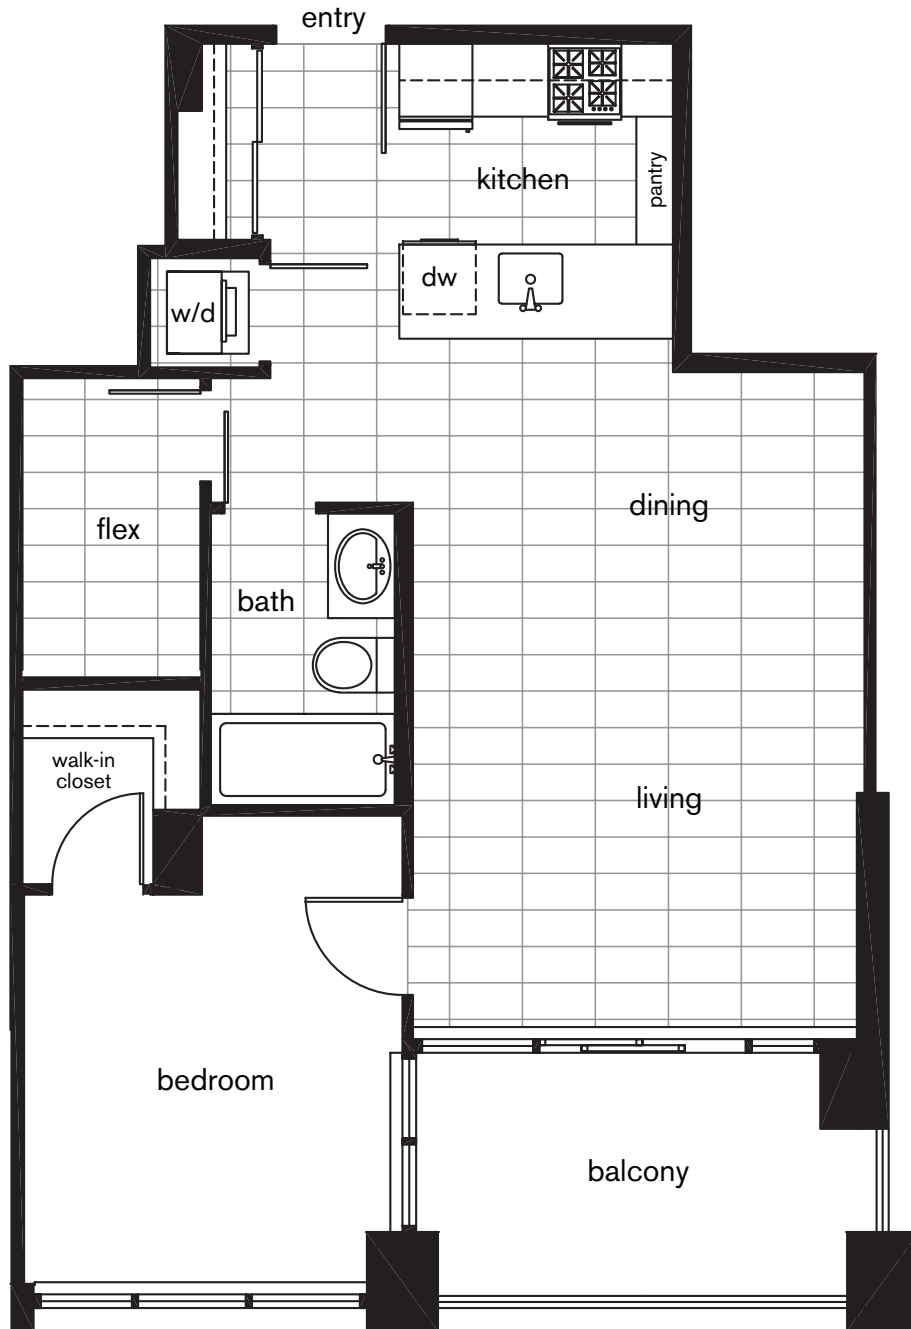 entry
kitchen
pantry
dw
w/d
dining
flex
bath
walk-in
closet
living
bedroom
balcony